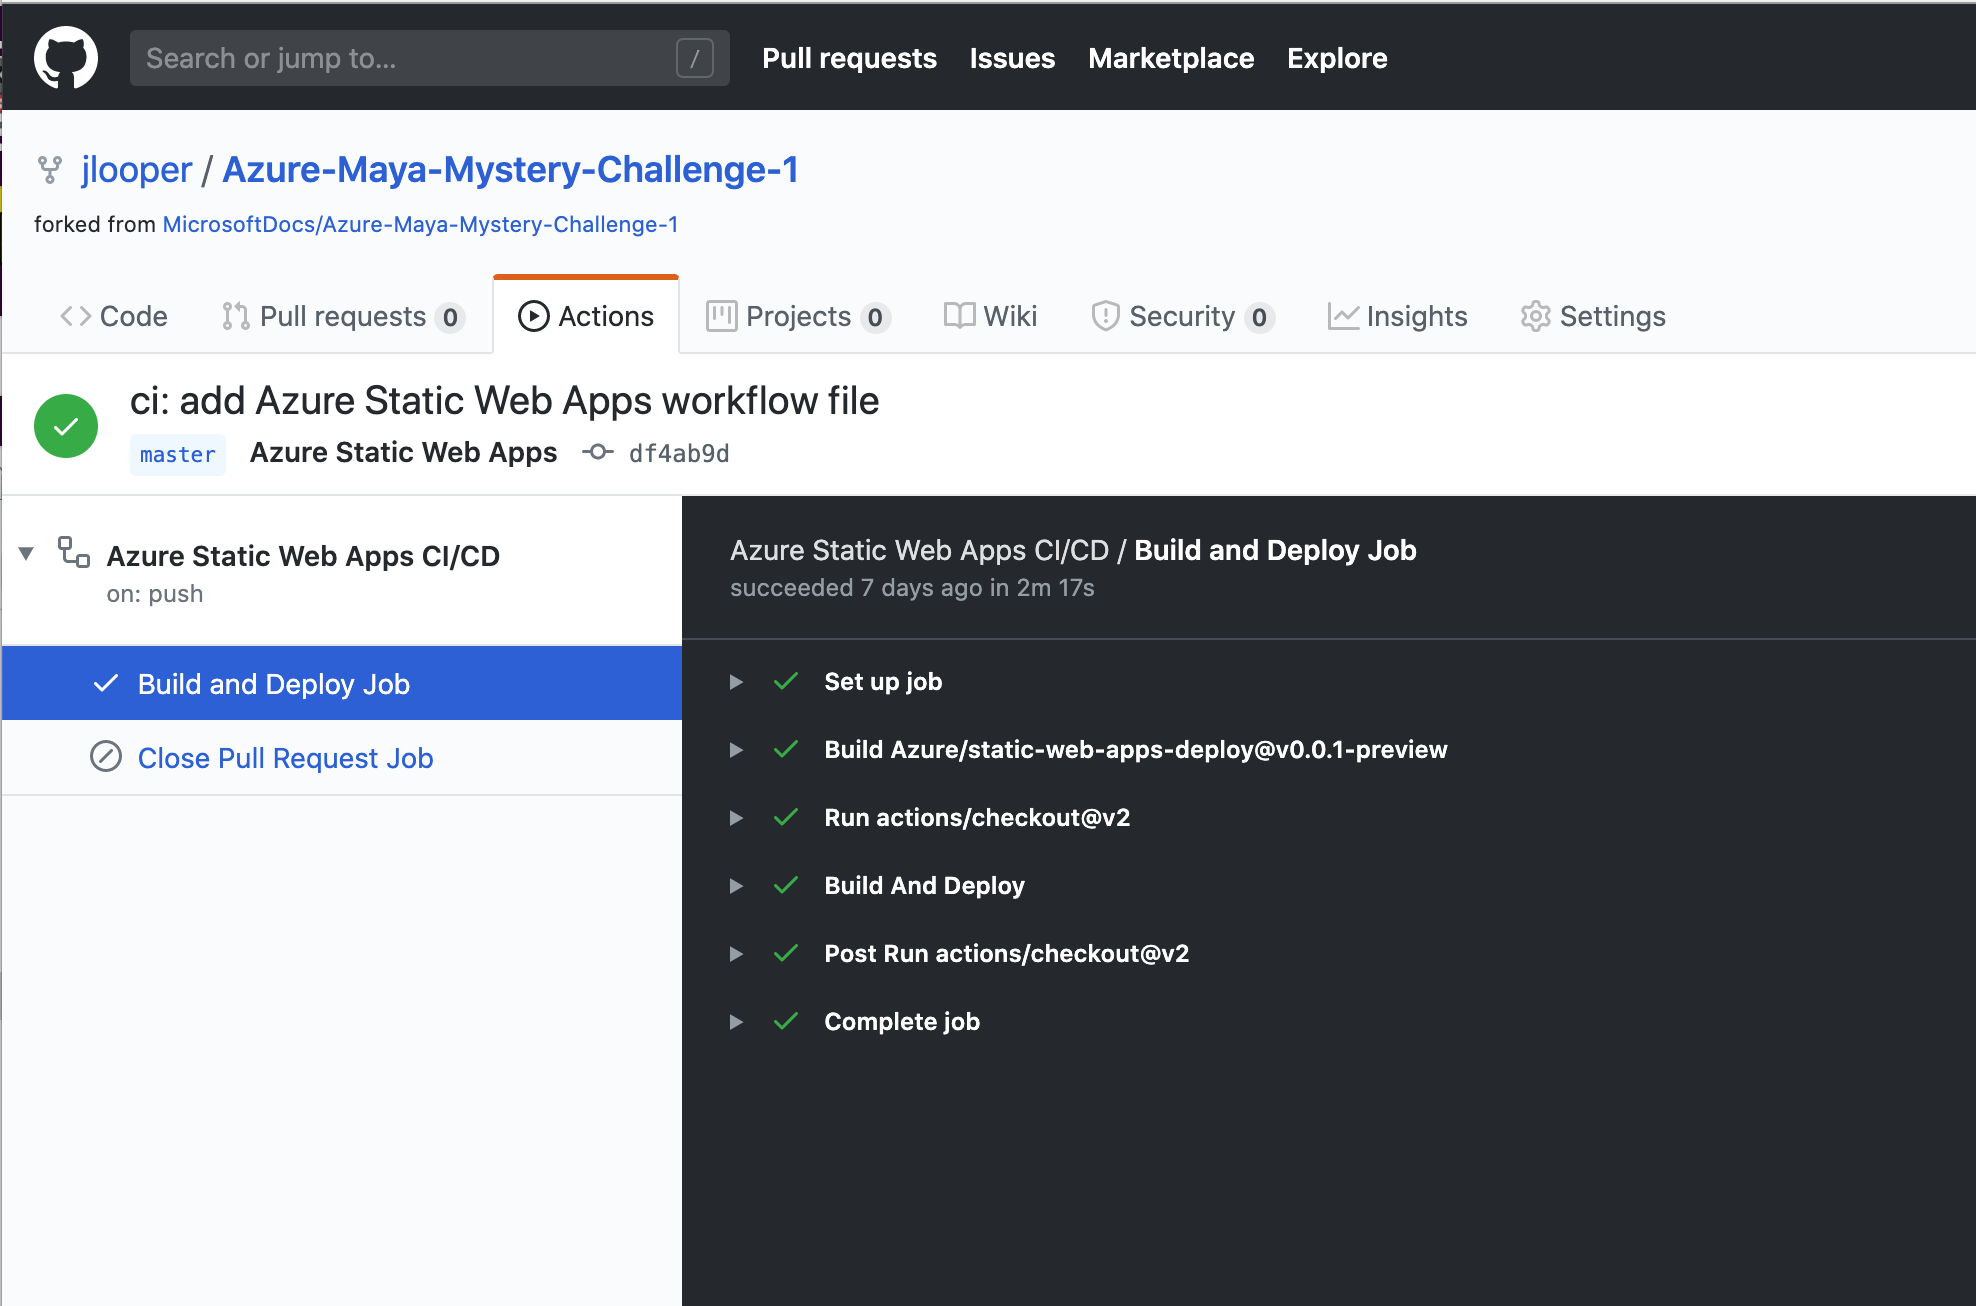 Search or jump to... / Pull requests Issues Marketplace Explore
jlooper / Azure-Maya-Mystery-Challenge-1
forked from MicrosoftDocs/Azure-Maya-Mystery-Challenge-1
Code Pull requests 0 Actions Projects 0 Wiki Security 0 Insights Settings
ci: add Azure Static Web Apps workflow file
master Azure Static Web Apps df4ab9d
Azure Static Web Apps CI/CD
on: push
Build and Deploy Job
Close Pull Request Job
Azure Static Web Apps CI/CD / Build and Deploy Job
succeeded 7 days ago in 2m 17s
Set up job
Build Azure/static-web-apps-deploy@v0.0.1-preview
Run actions/checkout@v2
Build And Deploy
Post Run actions/checkout@v2
Complete job